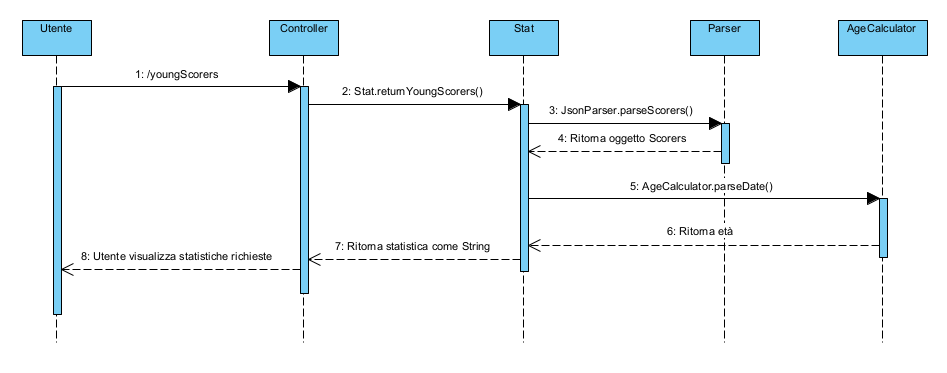 Utente
Controller
Stat
Parser
AgeCalculator
1: /youngScorers
2: Stat.returnYoungScorers()
3: JsonParser.parseScorers()
4: Ritorna oggetto Scorers
5: AgeCalculator.parseDate()
6: Ritorna età
7: Ritorna statistica come String
8: Utente visualizza statistiche richieste